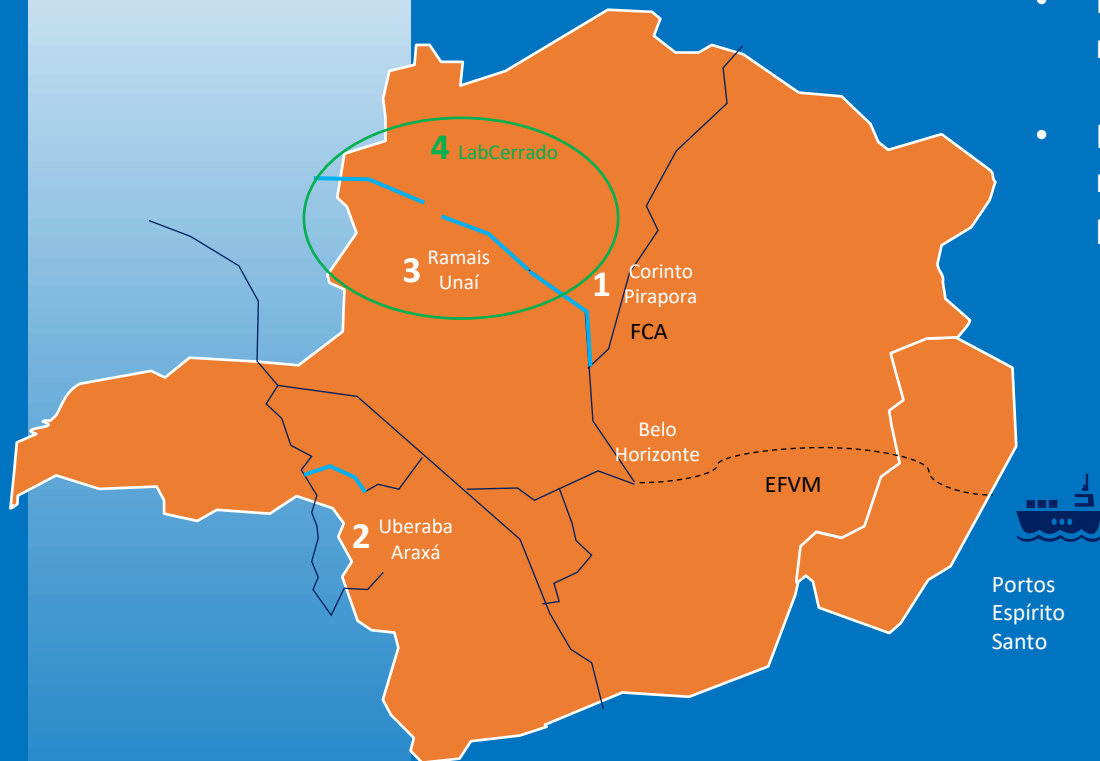 4 LabCerrado
3 Ramais
Unaí
1 Corinto
Pirapora
FCA
Belo
Horizonte
EFVM
2 Uberaba
Araxá
Portos
Espírito
Santo